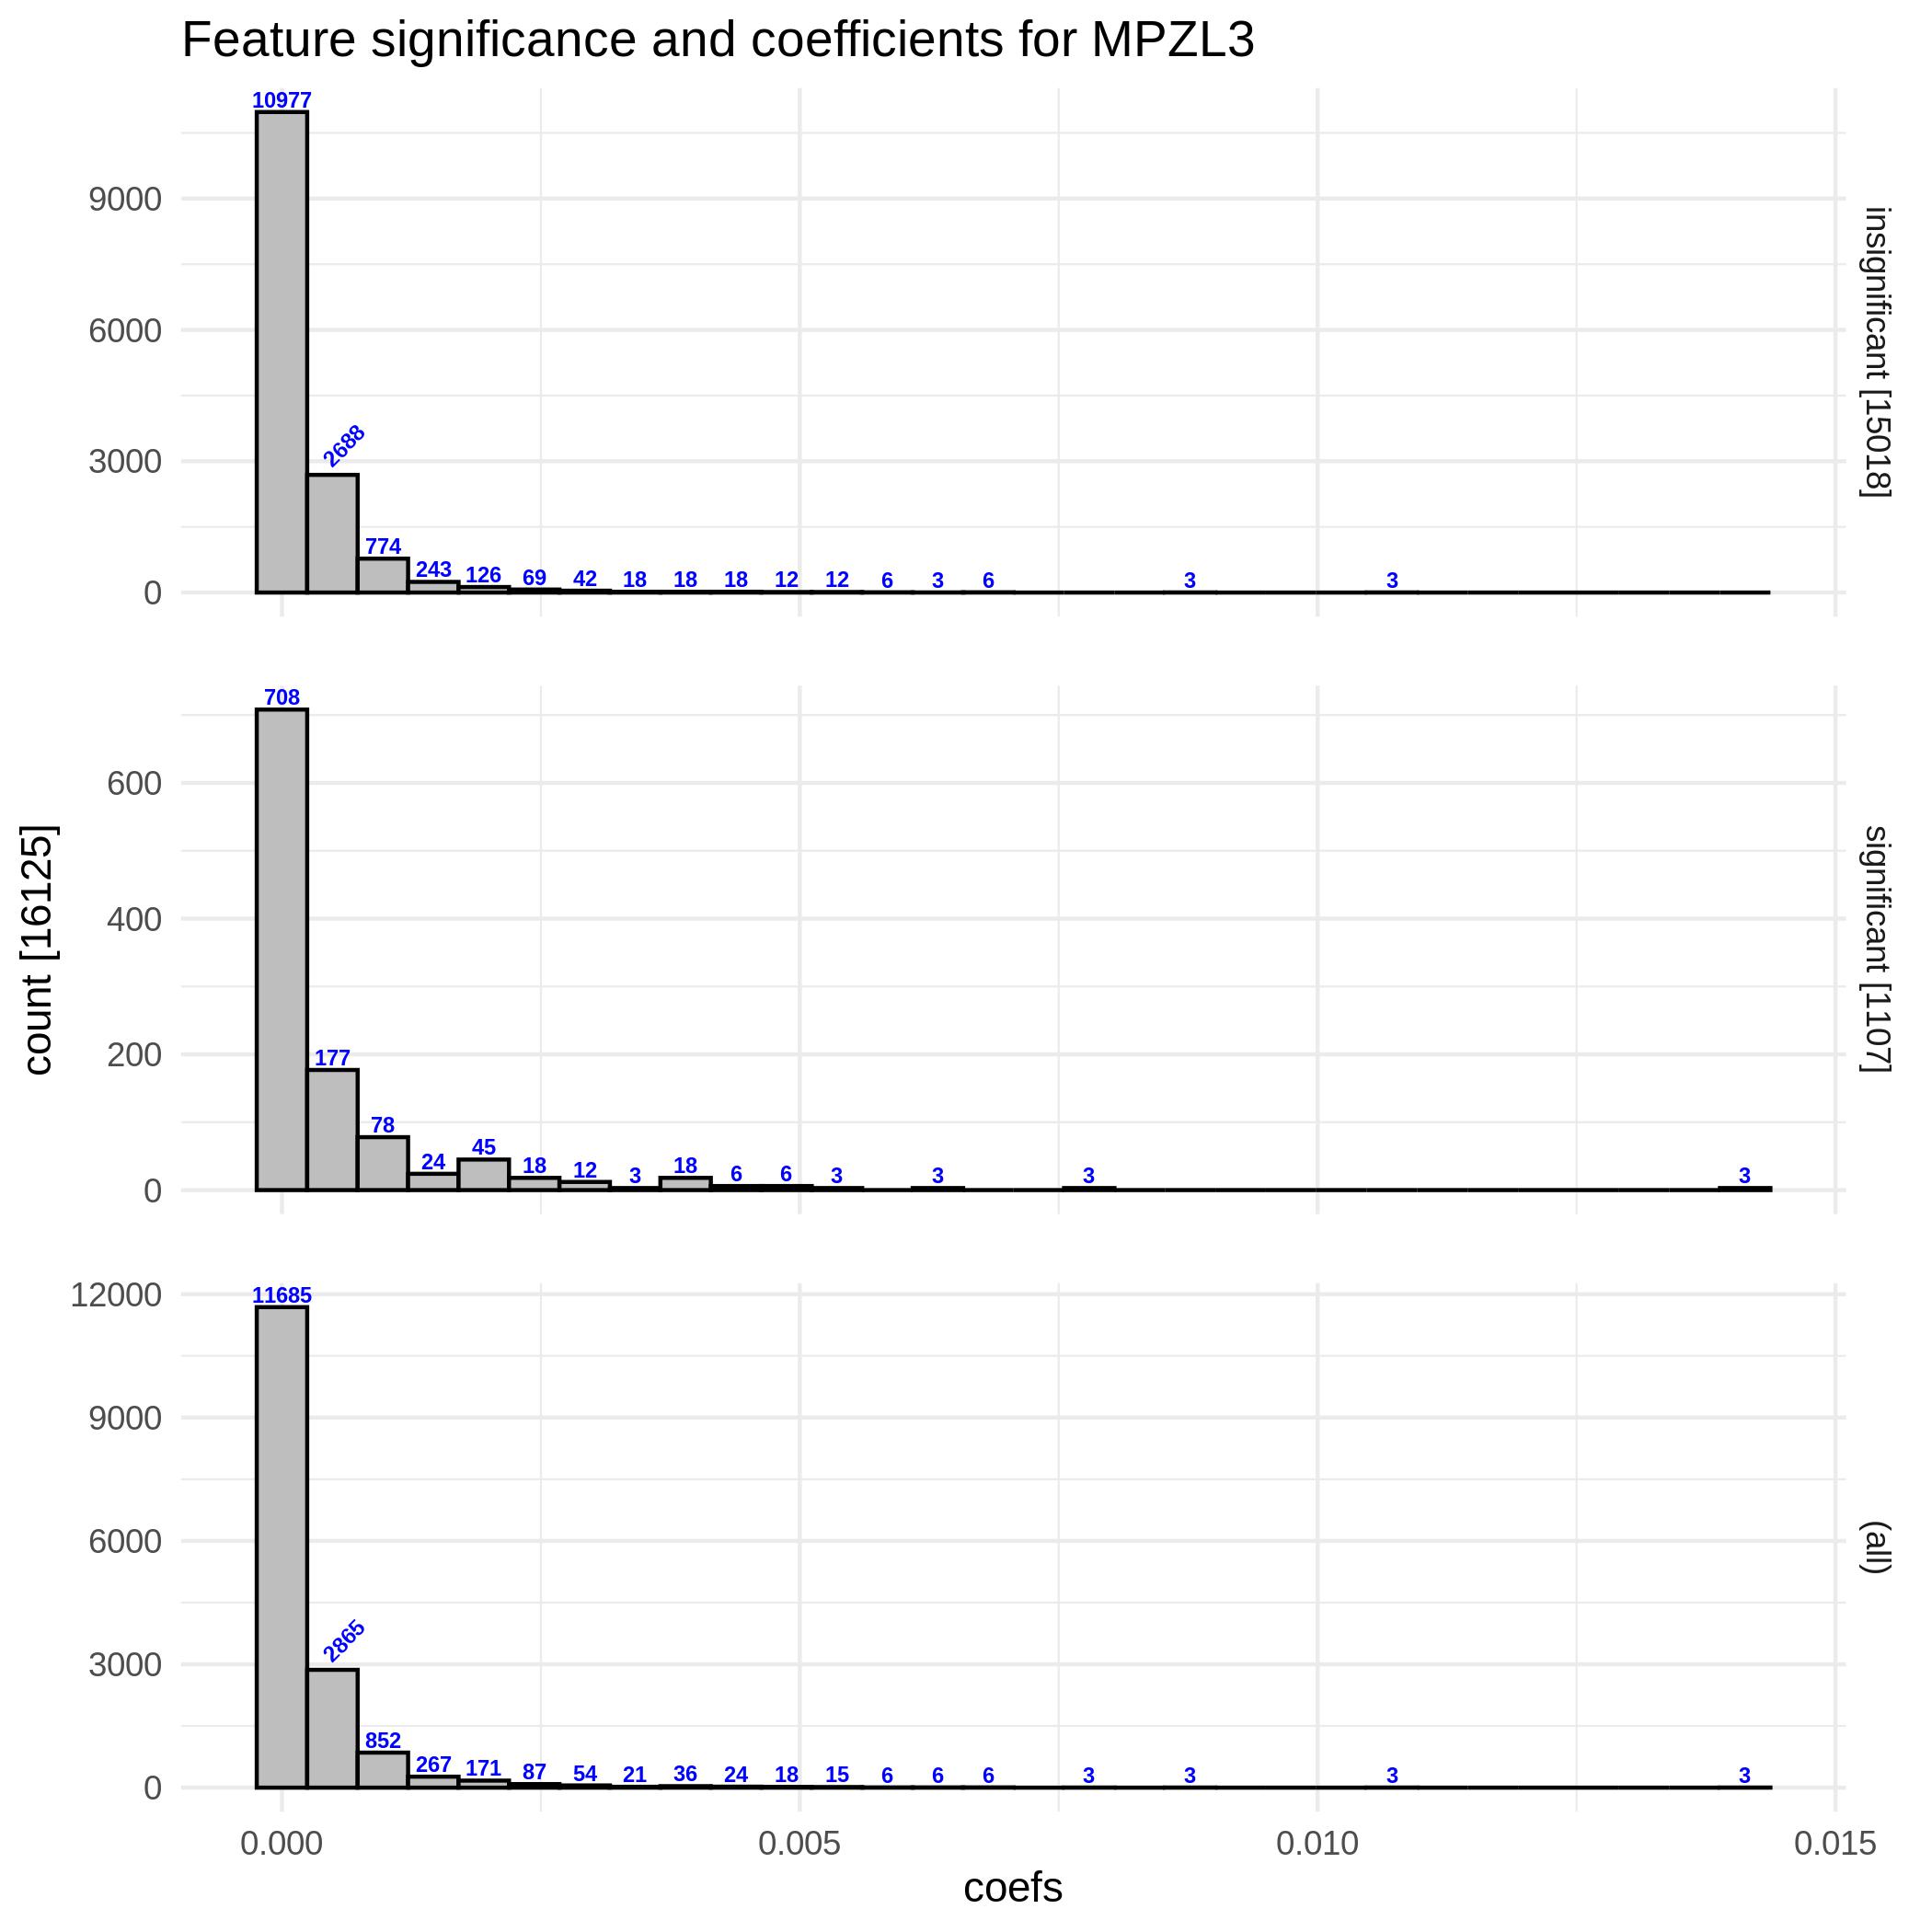 Feature significance and coefficients for MPZL3
count [16125]
10977
2688
774
243 126 69 42 18 18 18 12 12 6 3 6 3 3
9000
6000
3000
0
insignificant [15018]
708
177
78
24 45 18 12 3 18 6 6 3 3 3 3
600
400
200
0
significant [1107]
11685
2865
852
267 171 87 54 21 36 24 18 15 6 6 6 3 3 3 3
12000
9000
6000
3000
0
(all)
0.000 0.005 0.010 0.015
coefs